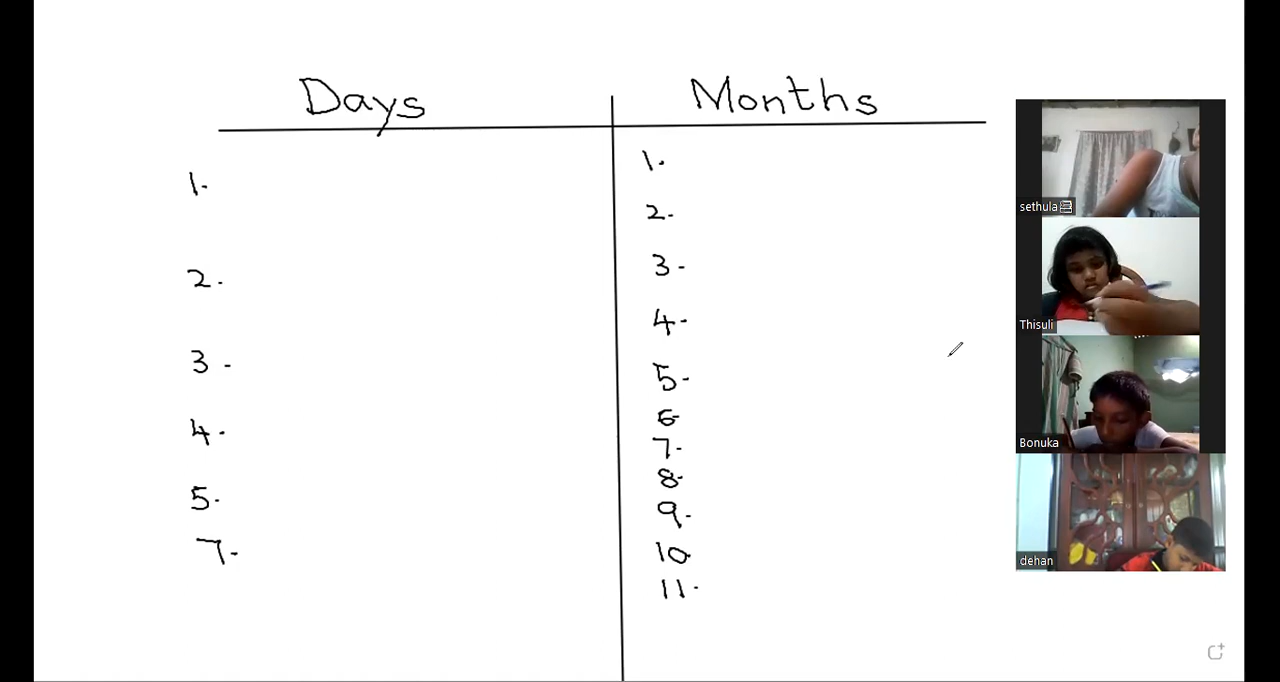 Days
Months
1.
2.
3.
4.
5.
7.
1.
2.
3.
4.
5.
6.
7.
8.
9.
10
11.
sethula
Thisuli
Bonuka
dehan